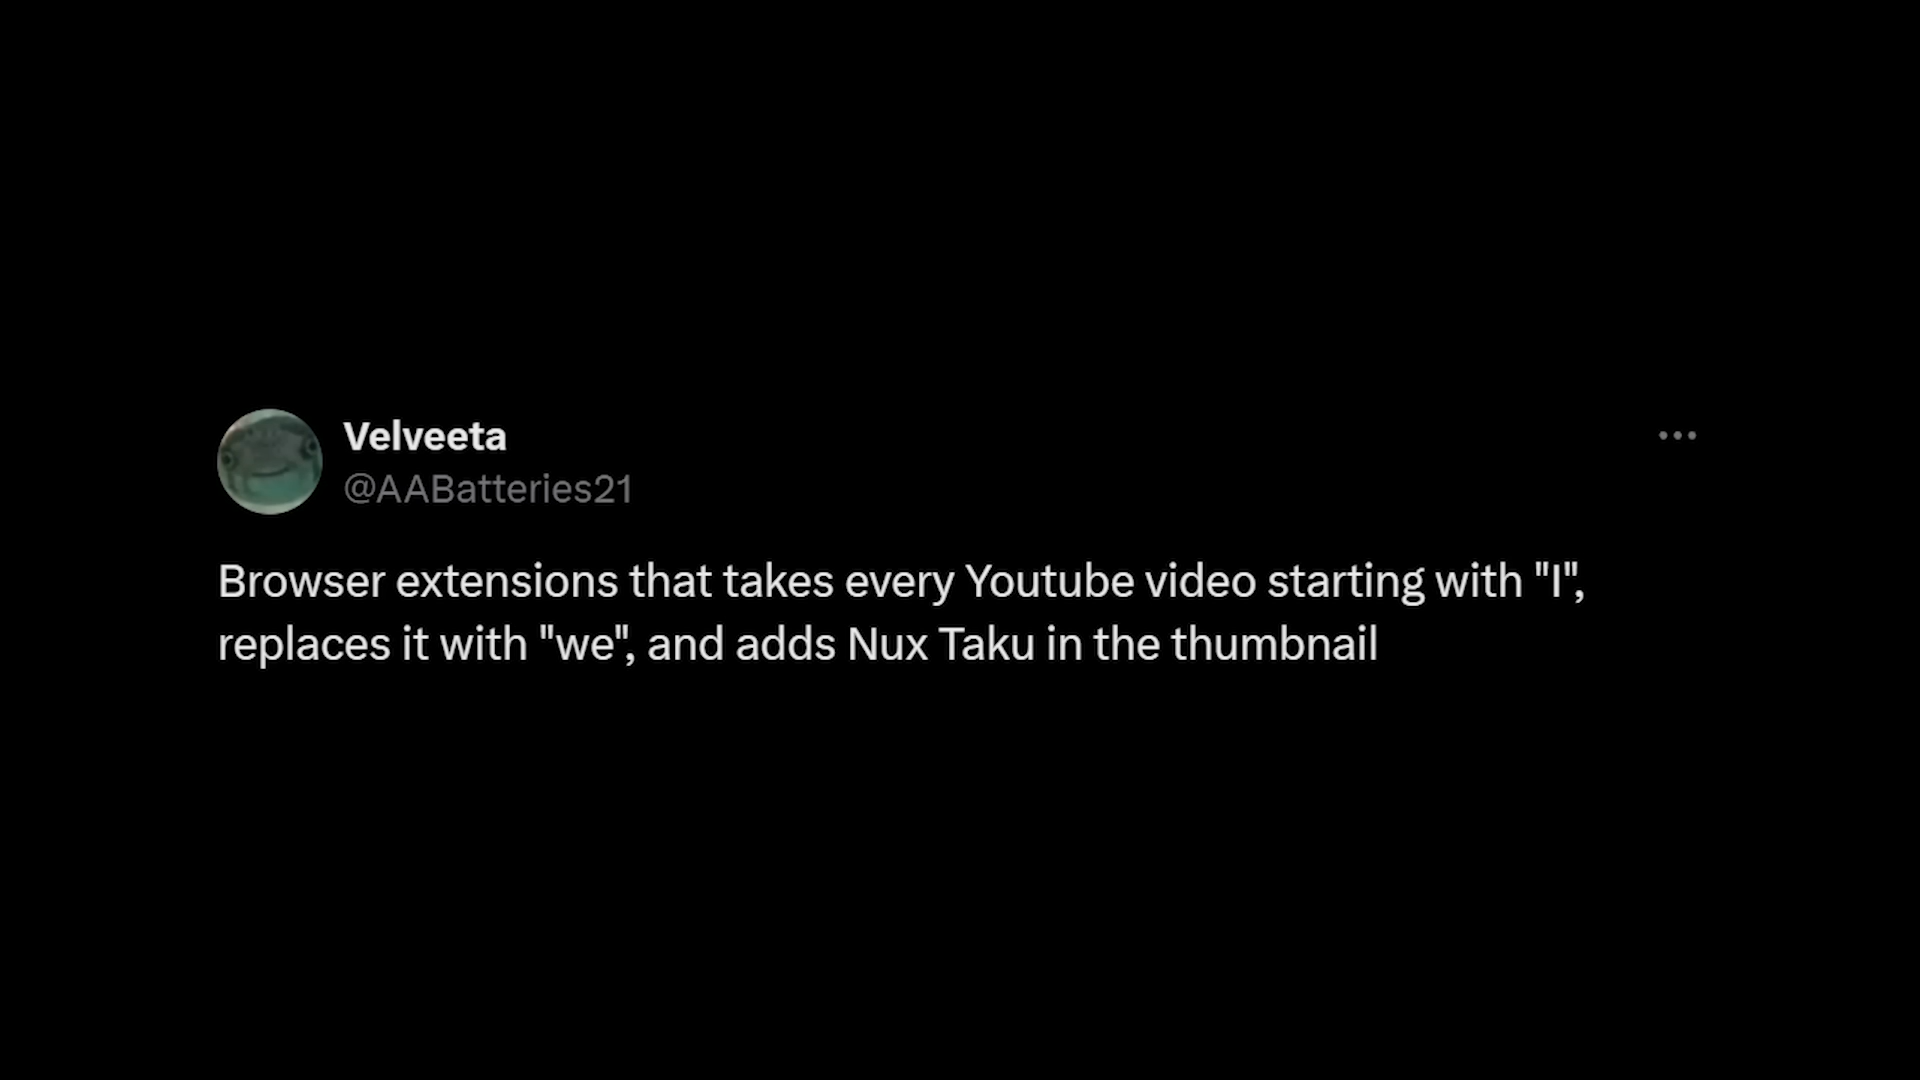 Velveeta
@AABatteries21
Browser extensions that takes every Youtube video starting with "I",
replaces it with "we", and adds Nux Taku in the thumbnail